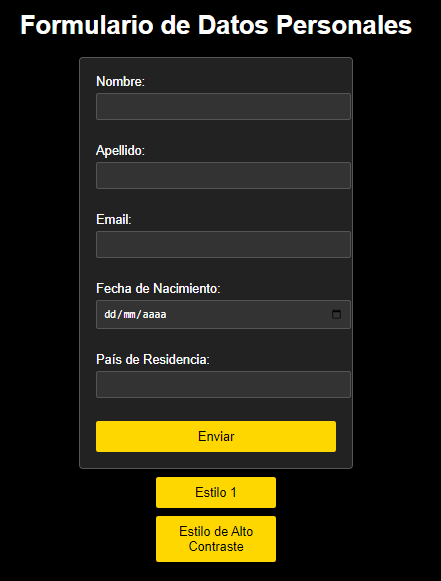 Formulario de Datos Personales
Nombre:
Apellido:
Email:
Fecha de Nacimiento:
dd/mm/aaaa
País de Residencia:
Enviar
Estilo 1
Estilo de Alto
Contraste